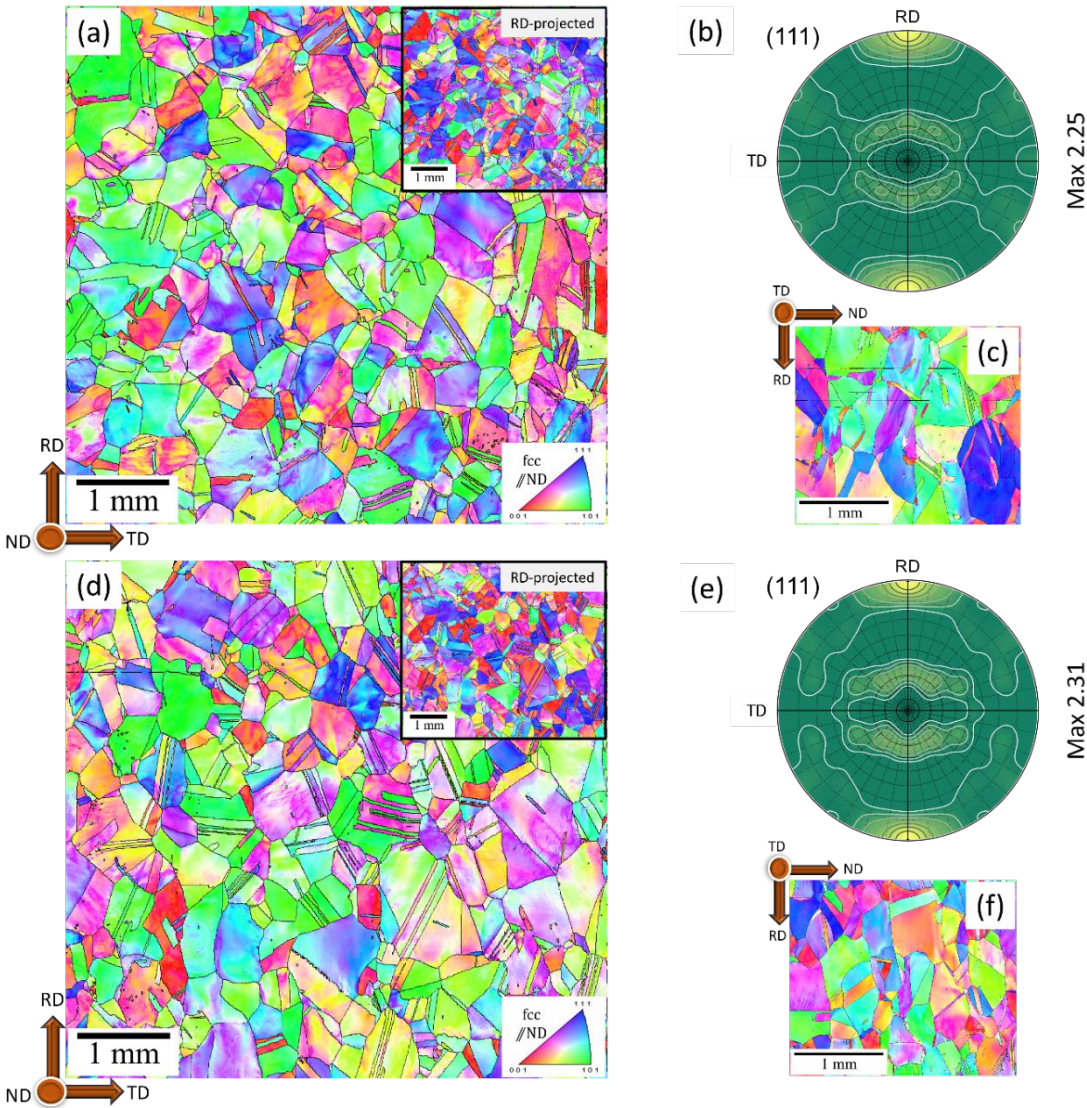 (a)
RD-projected
1 mm
RD
1 mm
ND
TD
fcc
//ND
111
001
101
(b)
(111)
RD
TD
Max 2.25
TD
ND
RD
(c)
1 mm
(d)
RD-projected
1 mm
RD
1 mm
ND
TD
fcc
//ND
111
001
101
(e)
(111)
RD
TD
Max 2.31
TD
ND
RD
(f)
1 mm